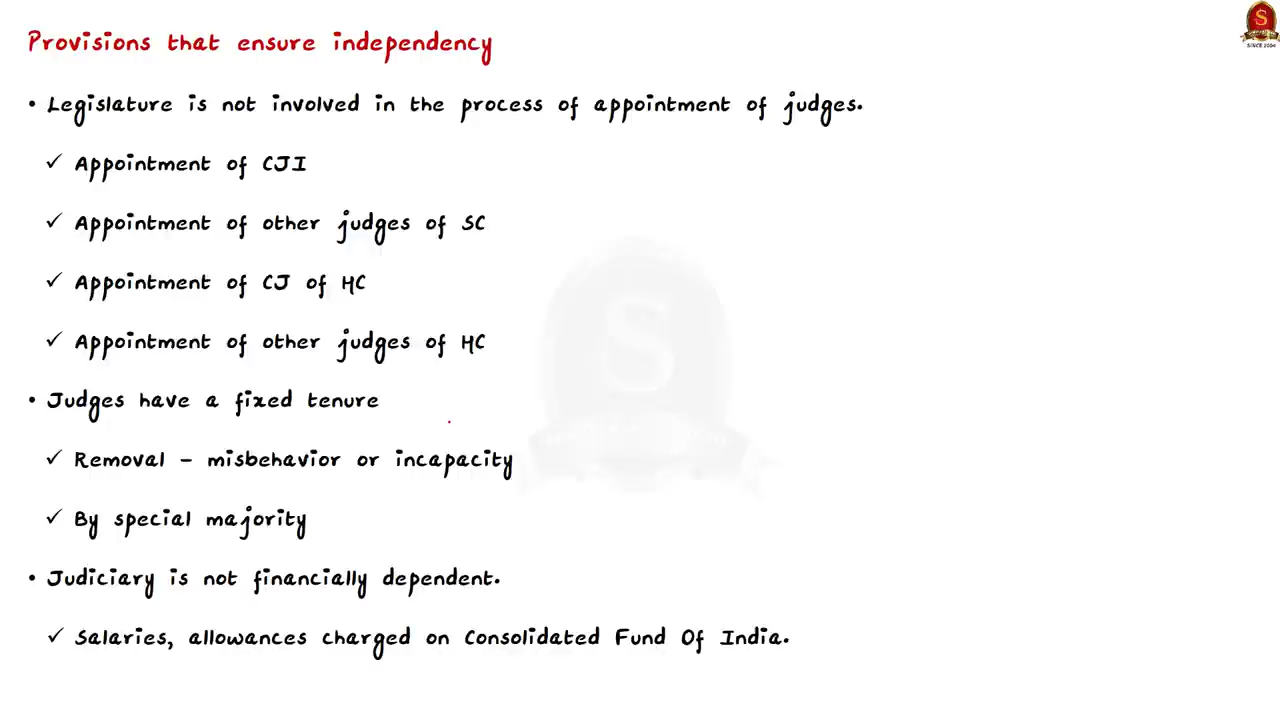 Provisions that ensure independency
• Legislature is not involved in the process of appointment of judges.
✓ Appointment of CJI
✓ Appointment of other judges of SC
✓ Appointment of CJ of HC
✓ Appointment of other judges of HC
• Judges have a fixed tenure
✓ Removal - misbehavior or incapacity
✓ By special majority
• Judiciary is not financially dependent.
✓ Salaries, allowances charged on Consolidated Fund Of India.
S
SINCE 2004
S